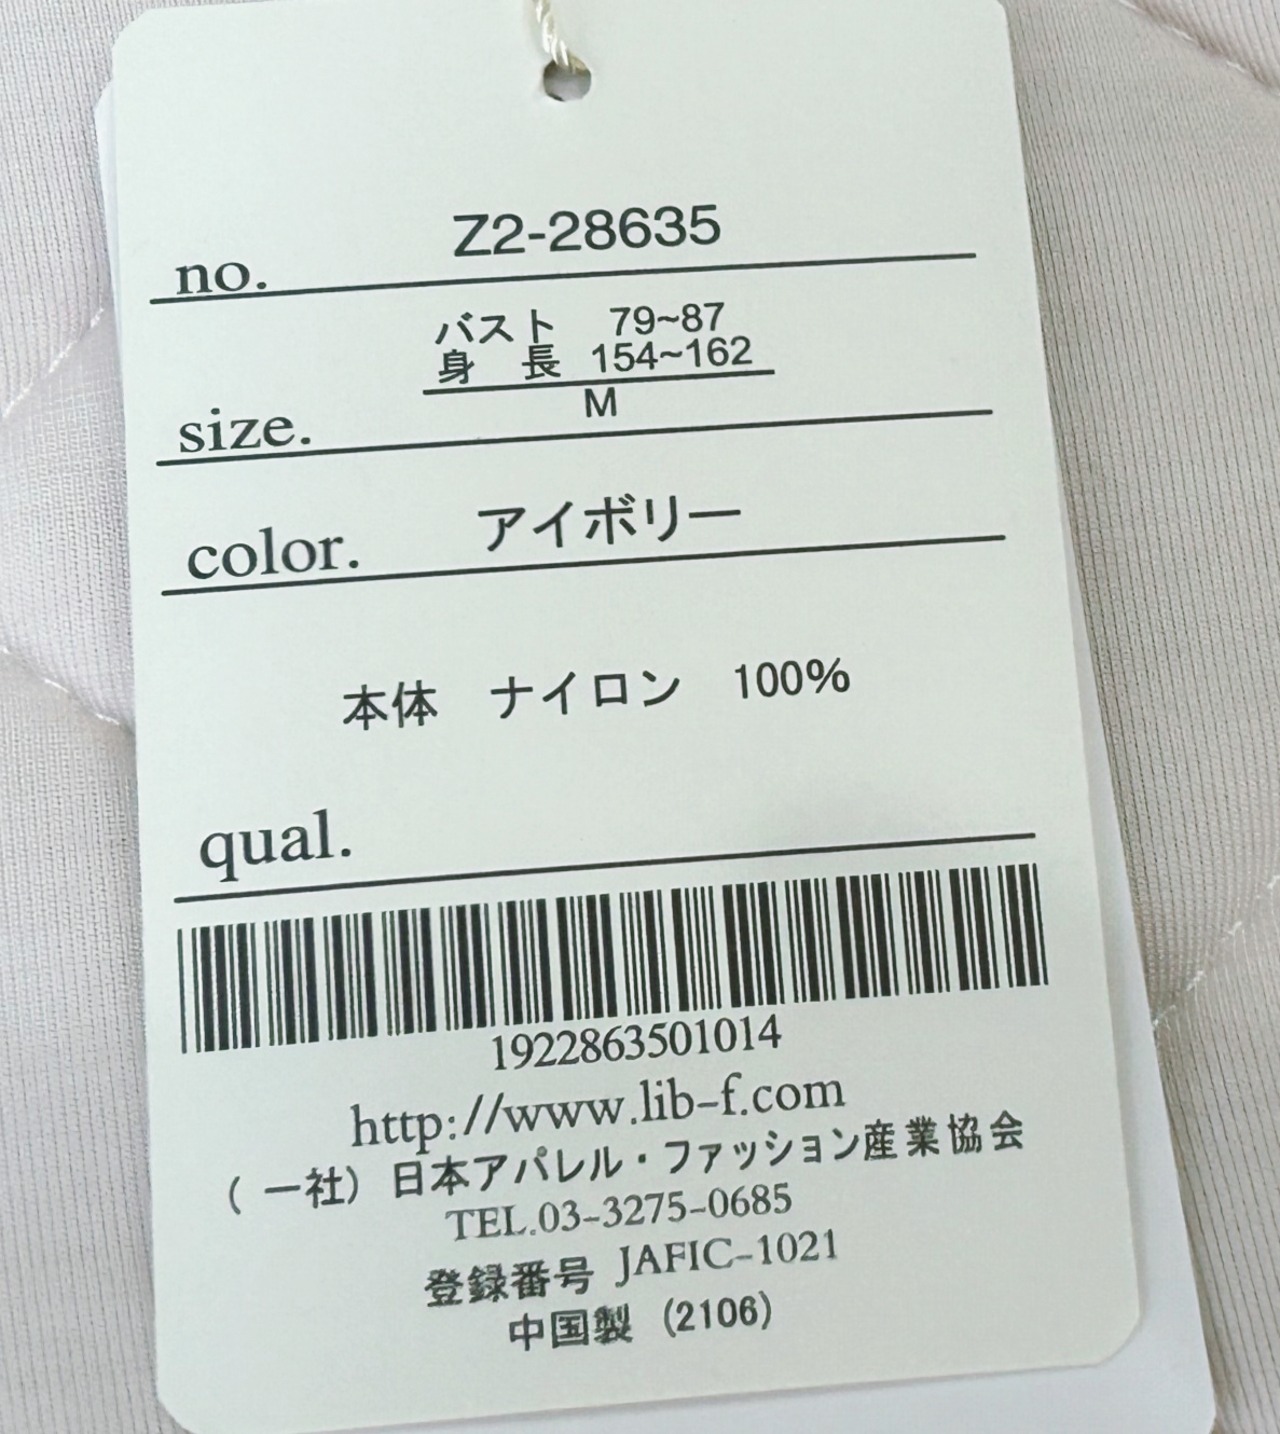 no. Z2-28635
バスト 79~87
身 長 154~162
size. M
color. アイボリー
本体 ナイロン 100%
qual.
1922863501014
http://www.lib-f.com
(一社)日本アパレル・ファッション産業協会
TEL.03-3275-0685
登録番号 JAFIC-1021
中国製 (2106)